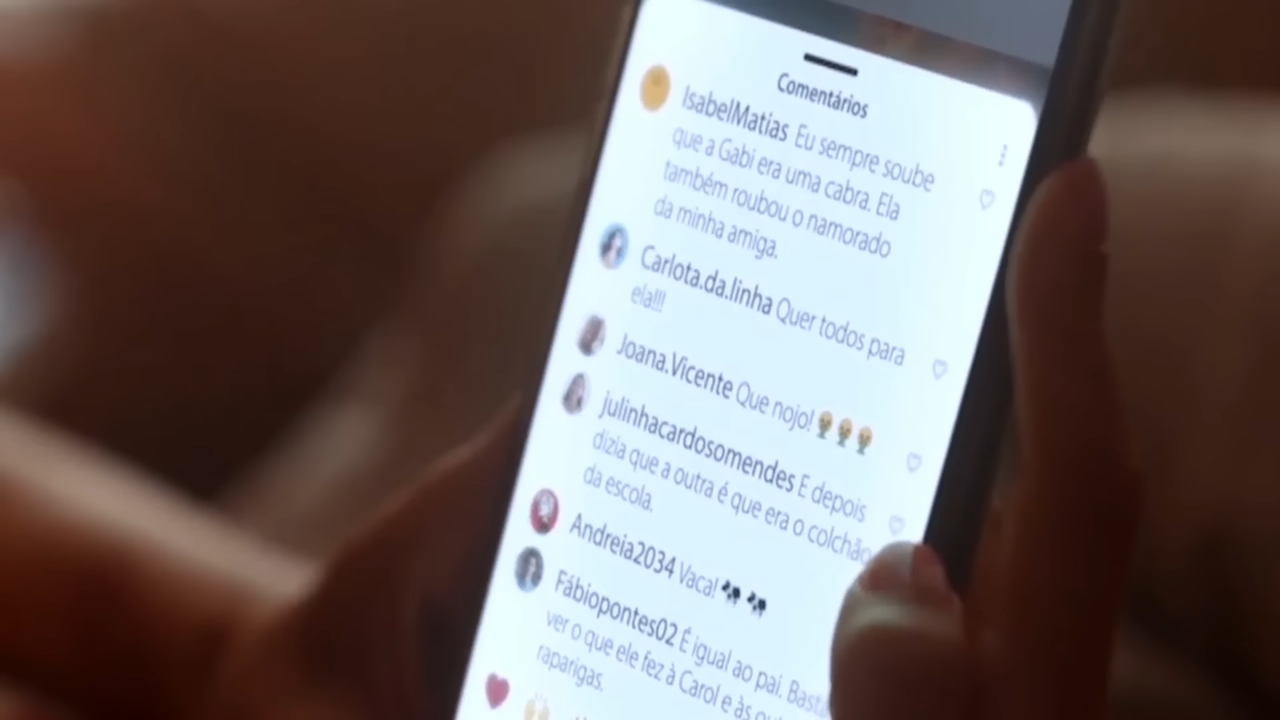 Comentários
IsabelMatias Eu sempre soube
que a Gabi era uma cabra. Ela
também roubou o namorado
da minha amiga.
Carlota.da.linha Quer todos para
ela!!!
Joana.Vicente Que nojo! 🤮🤮🤮
julinhacardosomendes E depois
dizia que a outra é que era o colchão
da escola.
Andreia2034 Vaca! 🐄🐄
Fábiopontes02 É igual ao pai. Basta
ver o que ele fez à Carol e às
raparigas.